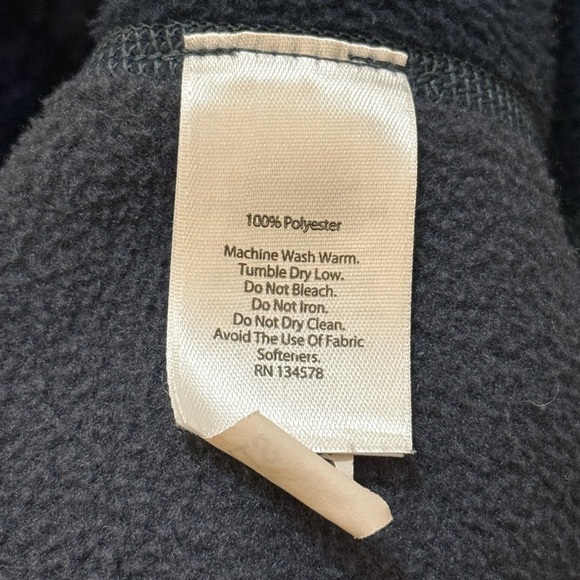 100% Polyester
Machine Wash Warm.
Tumble Dry Low.
Do Not Bleach.
Do Not Iron.
Do Not Dry Clean.
Avoid The Use Of Fabric
Softeners.
RN 134578